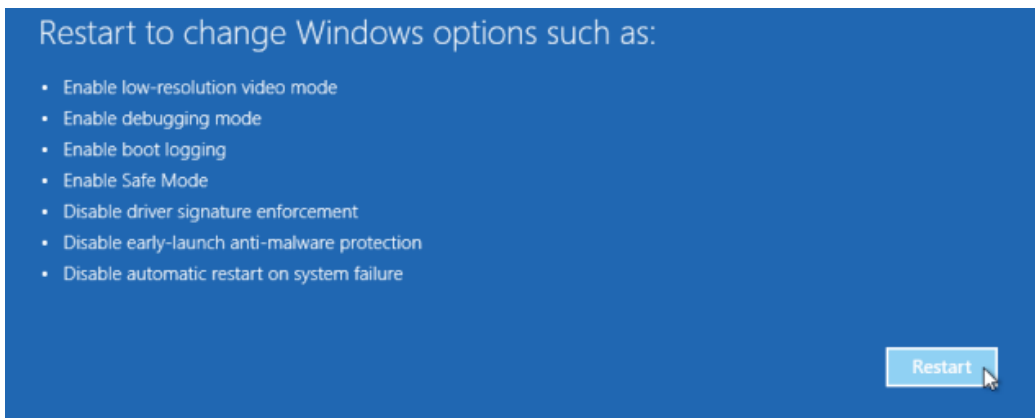 Restart to change Windows options such as:
• Enable low-resolution video mode
• Enable debugging mode
• Enable boot logging
• Enable Safe Mode
• Disable driver signature enforcement
• Disable early-launch anti-malware protection
• Disable automatic restart on system failure
Restart